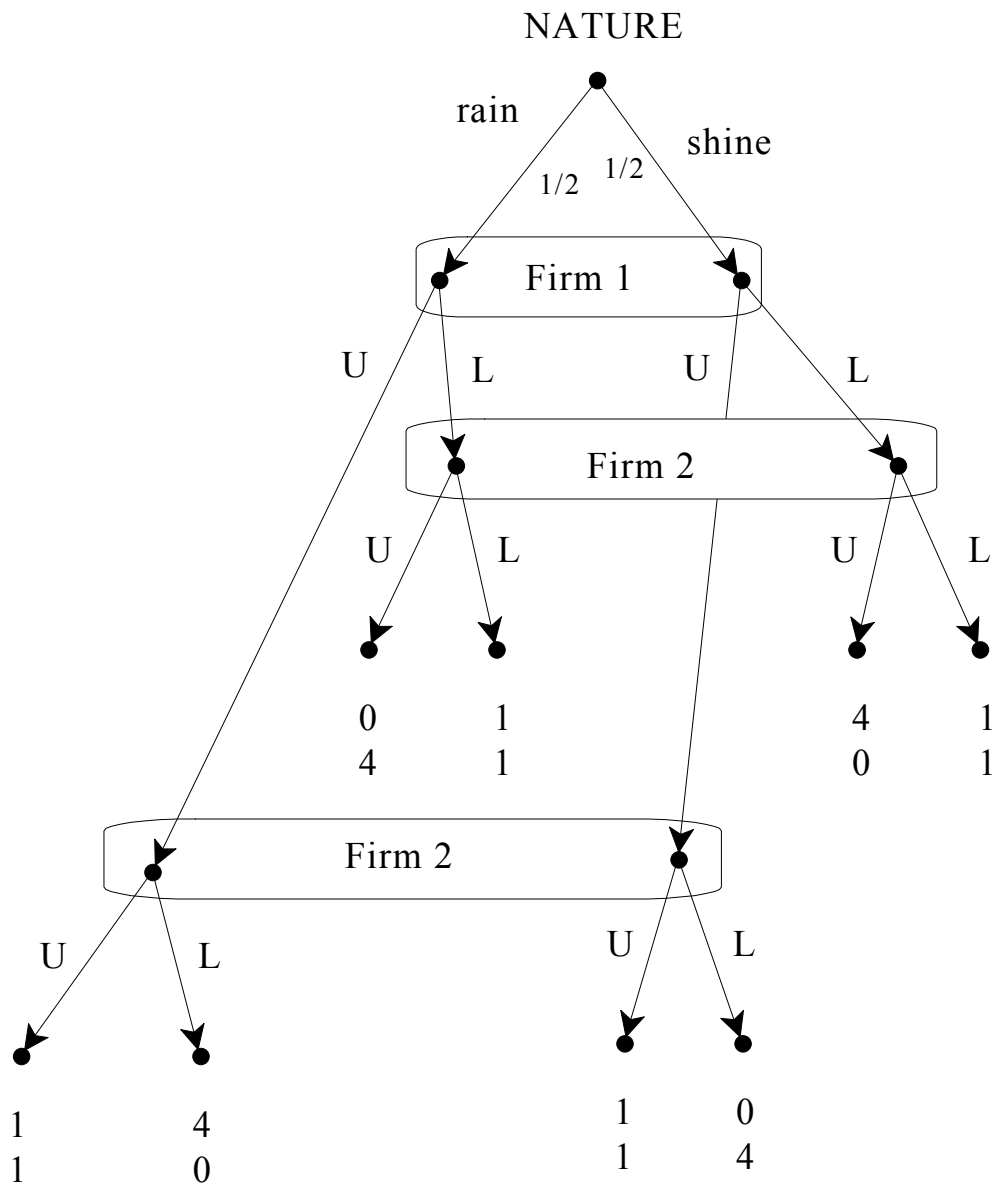 NATURE
rain
shine
1/2 1/2
Firm 1
U L U L
Firm 2
U L U L
0 1 4 1
4 1 0 1
Firm 2
U L U L
1 4 1 0
1 0 1 4